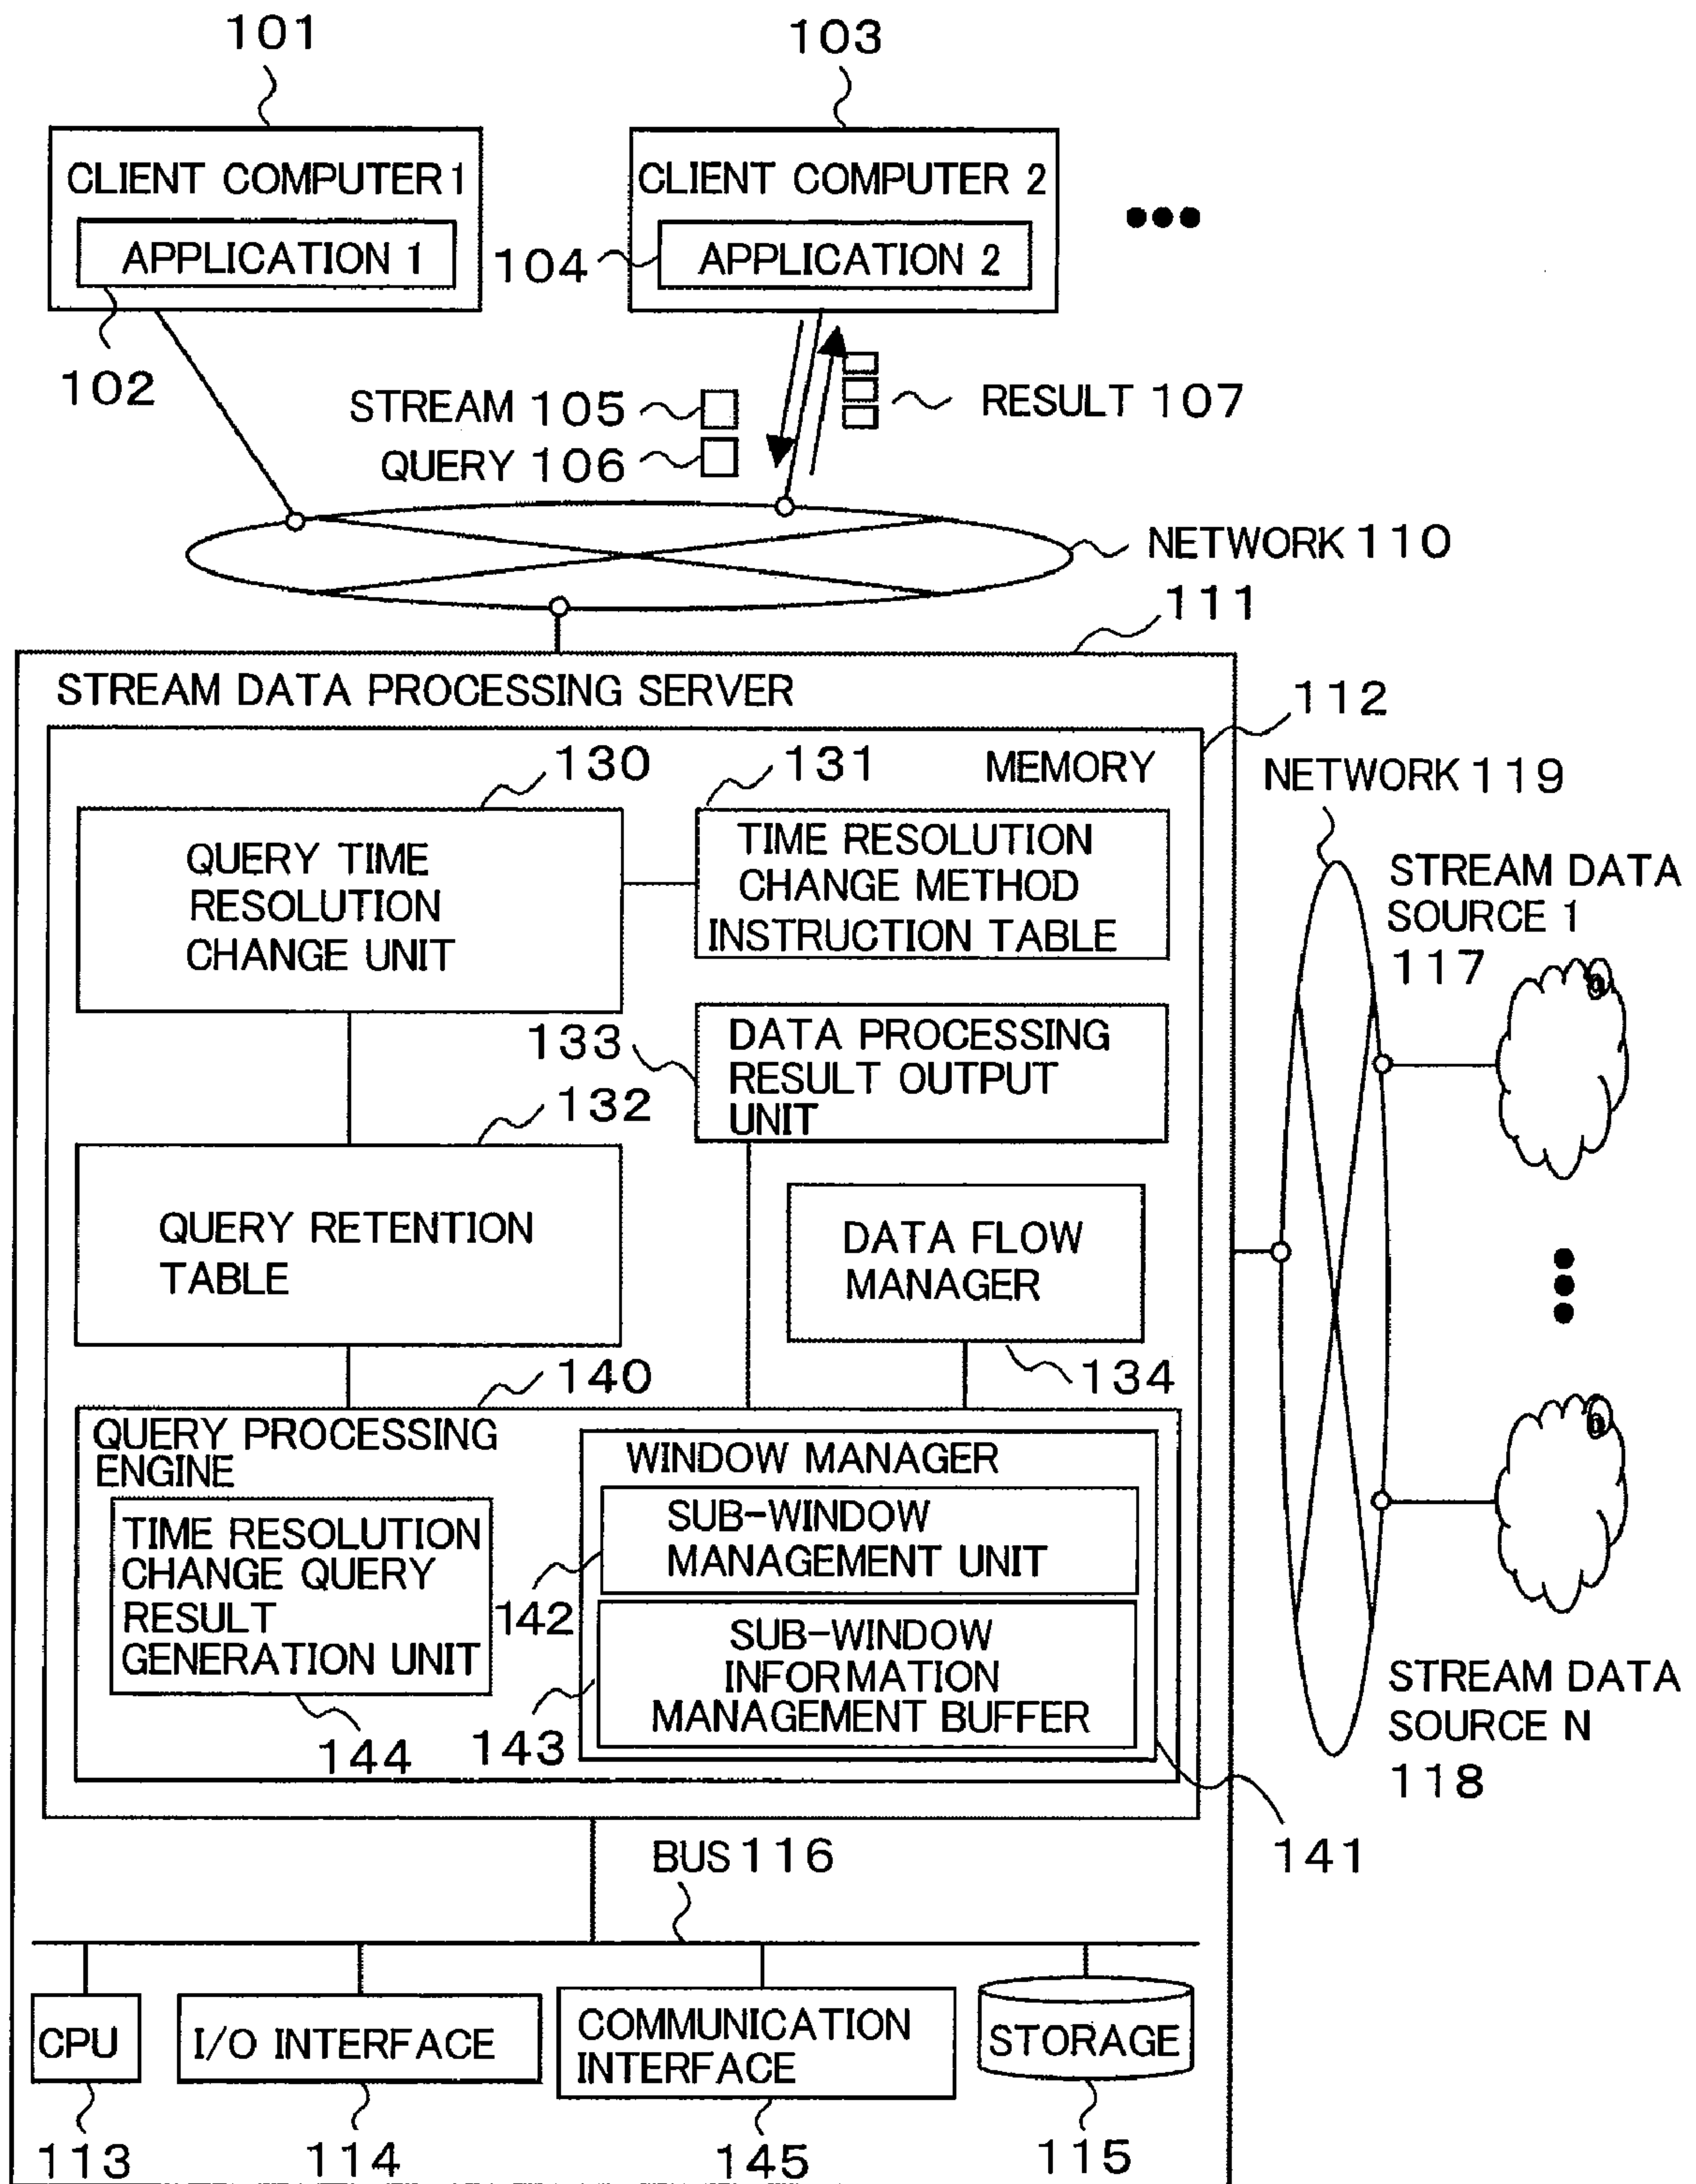 101
103
CLIENT COMPUTER 1
APPLICATION 1
102
CLIENT COMPUTER 2
104
APPLICATION 2
STREAM 105
QUERY 106
RESULT 107
NETWORK 110
111
STREAM DATA PROCESSING SERVER
112
MEMORY
130
131
QUERY TIME
RESOLUTION
CHANGE UNIT
TIME RESOLUTION
CHANGE METHOD
INSTRUCTION TABLE
NETWORK 119
STREAM DATA
SOURCE 1
117
133
DATA PROCESSING
RESULT OUTPUT
UNIT
132
QUERY RETENTION
TABLE
DATA FLOW
MANAGER
134
140
QUERY PROCESSING
ENGINE
TIME RESOLUTION
CHANGE QUERY
RESULT
GENERATION UNIT
144
WINDOW MANAGER
SUB-WINDOW
MANAGEMENT UNIT
142
SUB-WINDOW
INFORMATION
MANAGEMENT BUFFER
143
141
STREAM DATA
SOURCE N
118
BUS 116
CPU
I/O INTERFACE
COMMUNICATION
INTERFACE
STORAGE
113
114
145
115